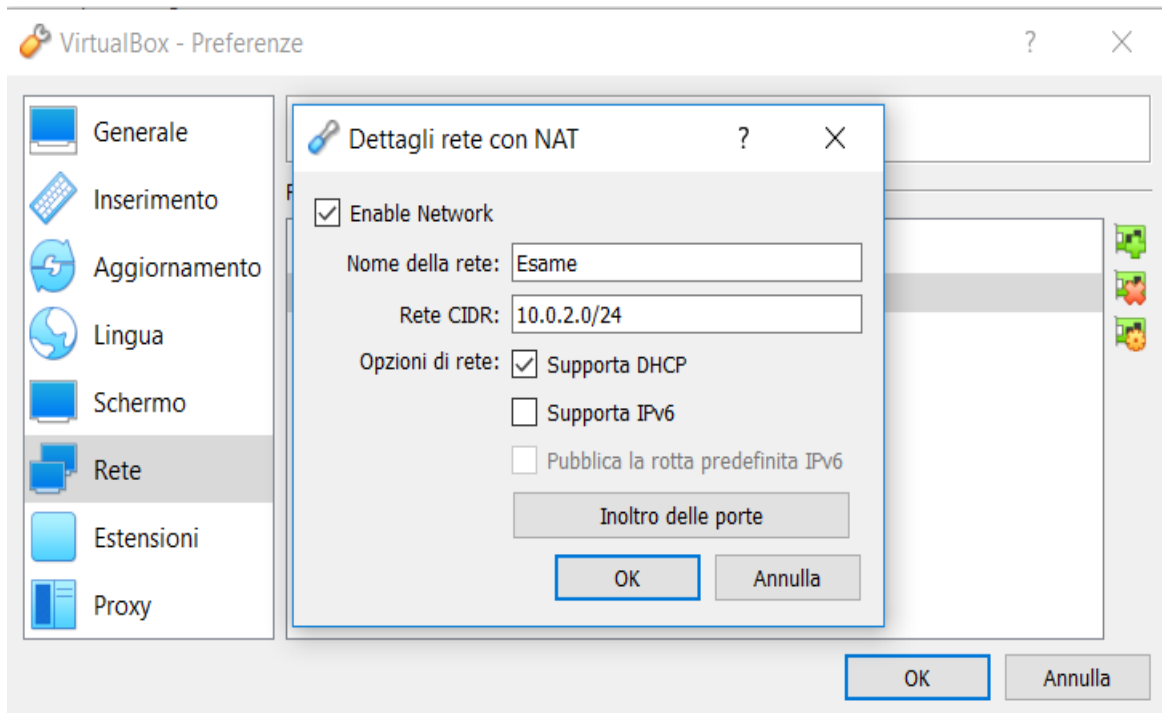 VirtualBox - Preferenze
?
Generale
Inserimento
Aggiornamento
Lingua
Schermo
Rete
Estensioni
Proxy
Dettagli rete con NAT
?
Enable Network
Nome della rete: Esame
Rete CIDR: 10.0.2.0/24
Opzioni di rete: Supporta DHCP
Supporta IPv6
Pubblica la rotta predefinita IPv6
Inoltro delle porte
OK Annulla
OK Annulla